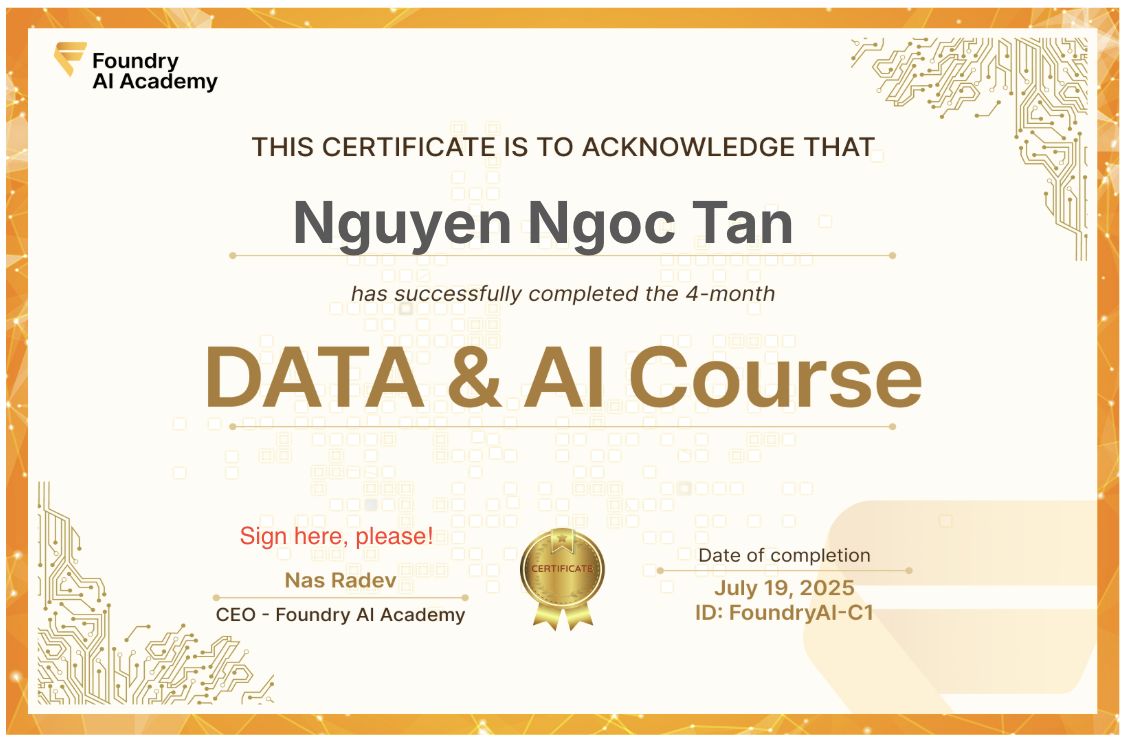 Foundry
AI Academy
THIS CERTIFICATE IS TO ACKNOWLEDGE THAT
Nguyen Ngoc Tan
has successfully completed the 4-month
DATA & AI Course
Sign here, please!
Nas Radev
CEO - Foundry AI Academy
CERTIFICATE
Date of completion
July 19, 2025
ID: FoundryAI-C1